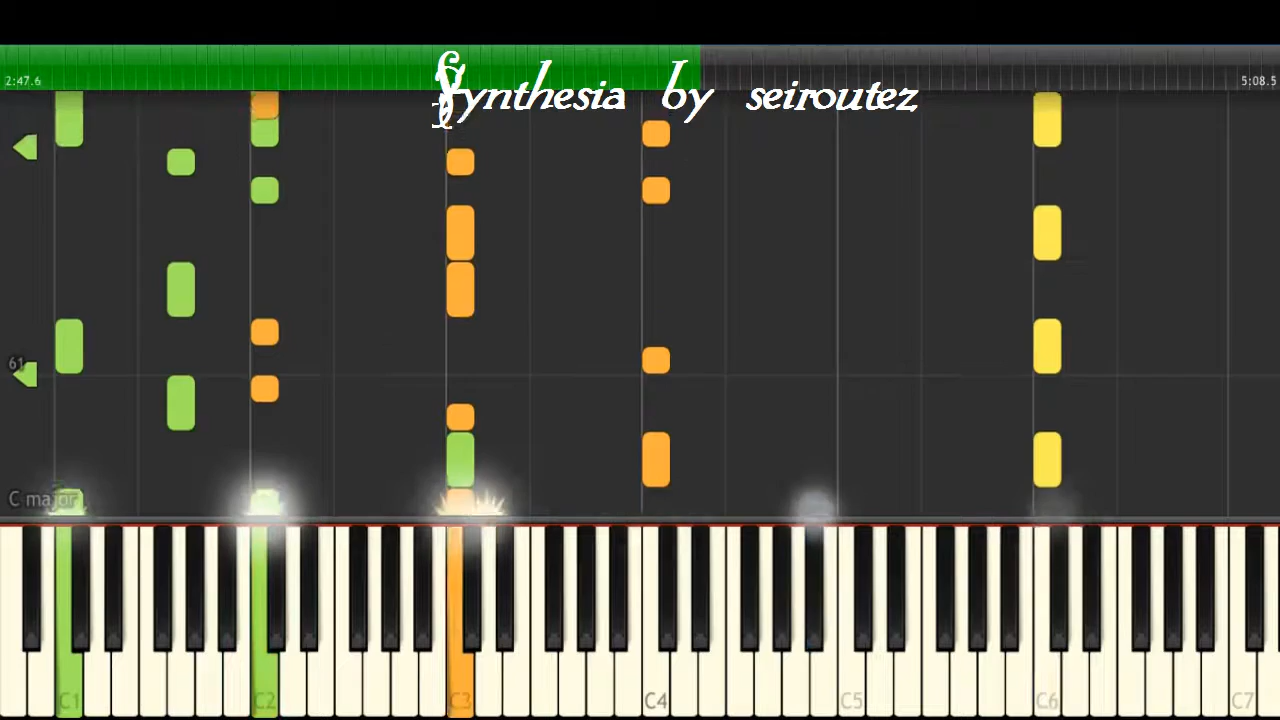 Synthesia by seiroutez
2:47.6 5:08.5
61
C major
C1 C2 C3 C4 C5 C6 C7